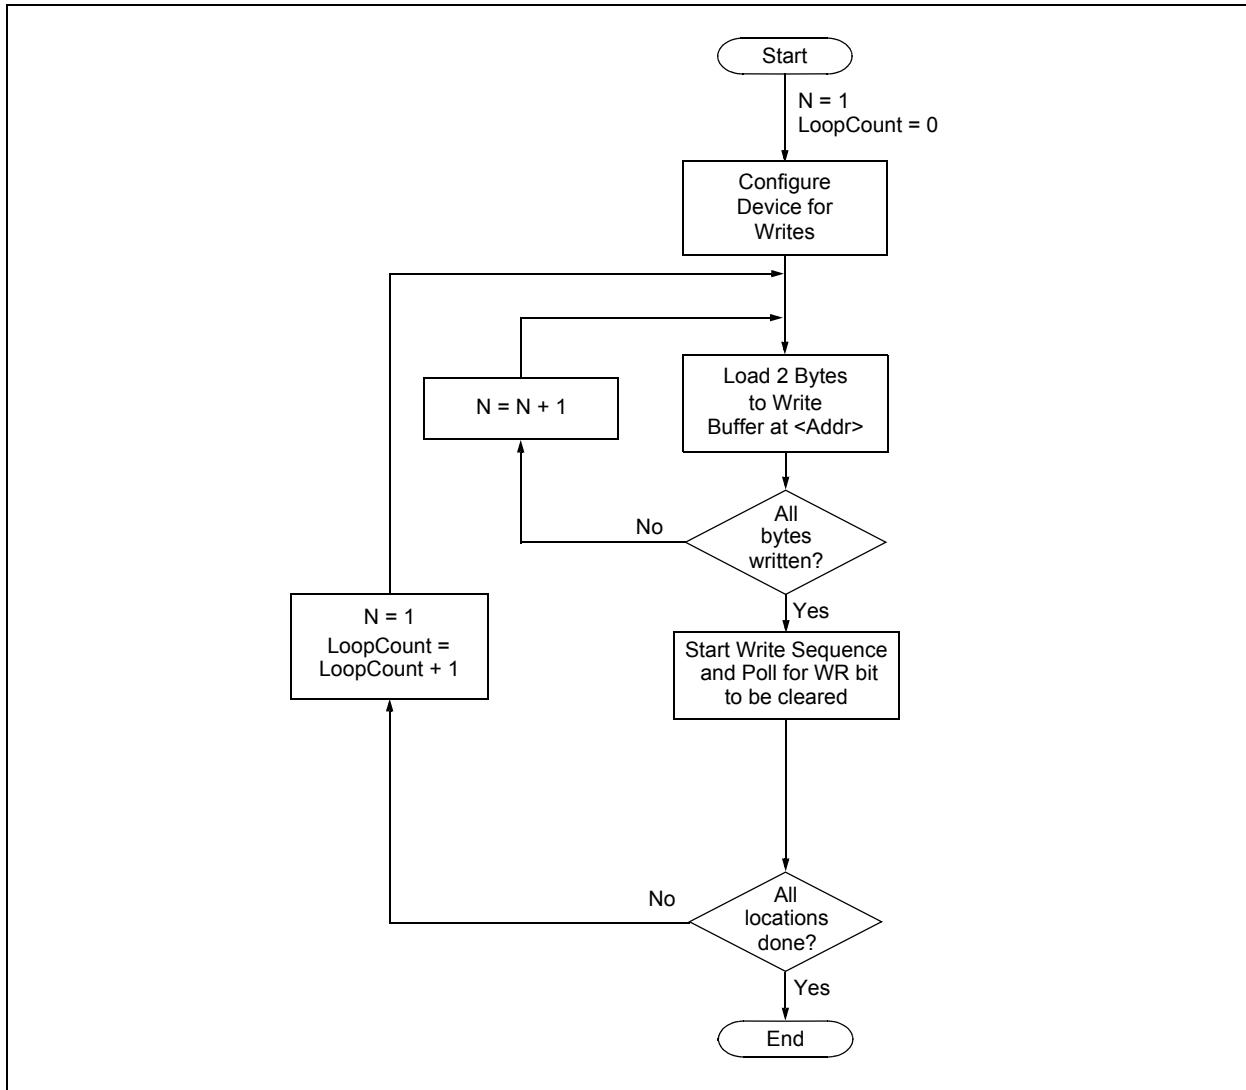 Start
N = 1
LoopCount = 0
Configure
Device for
Writes
Load 2 Bytes
to Write
Buffer at <Addr>
N = N + 1
All
bytes
written?
No
Yes
N = 1
LoopCount =
LoopCount + 1
Start Write Sequence
and Poll for WR bit
to be cleared
No
All
locations
done?
Yes
End